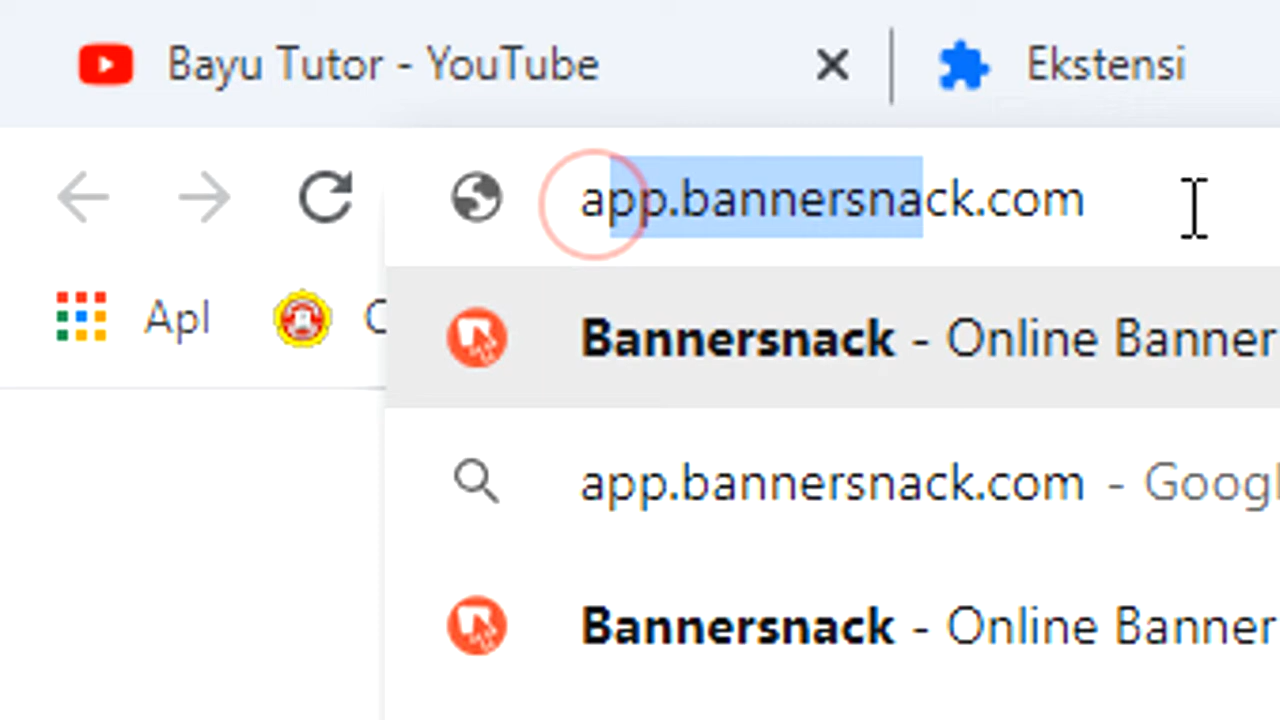 Bayu Tutor - YouTube
Ekstensi
app.bannersnack.com
Apl
Bannersnack - Online Banner
app.bannersnack.com - Googl
Bannersnack - Online Banner